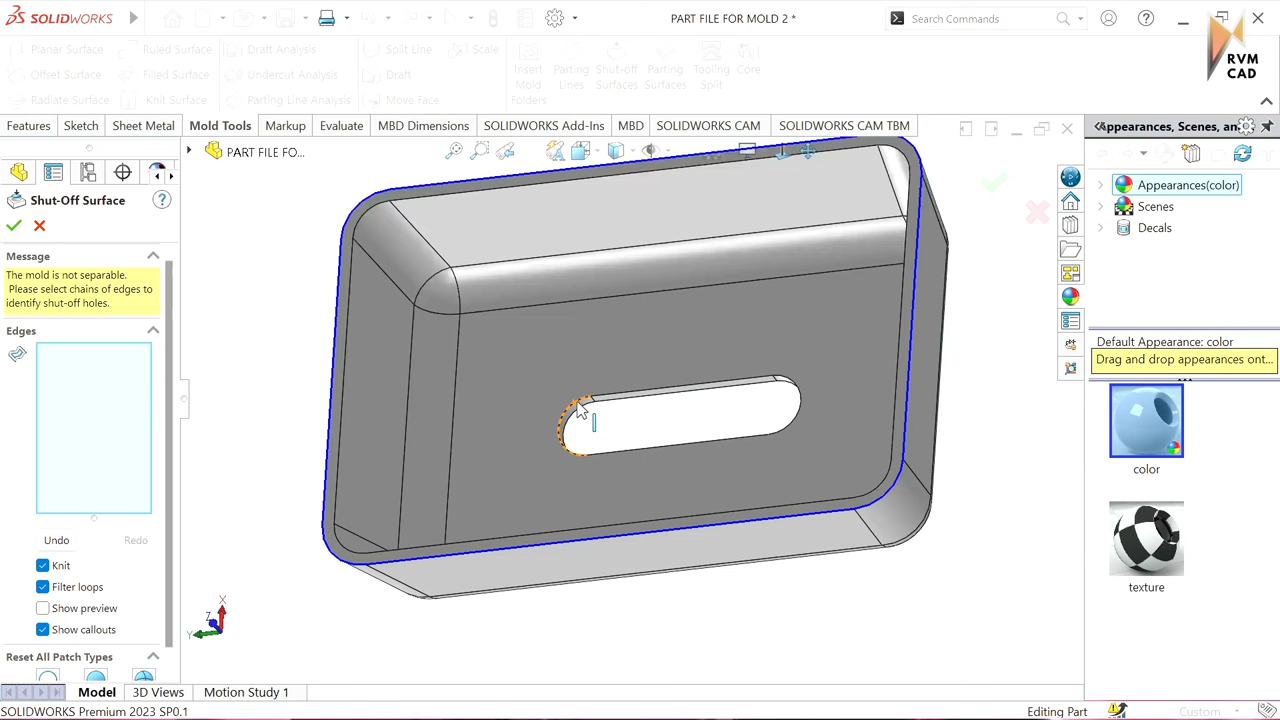 SOLIDWORKS
PART FILE FOR MOLD 2 *
Search Commands
RVM
CAD
Planar Surface
Ruled Surface
Draft Analysis
Split Line
Scale
Offset Surface
Filled Surface
Undercut Analysis
Draft
Radiate Surface
Knit Surface
Parting Line Analysis
Move Face
Insert
Mold
Folders
Parting
Lines
Shut-off
Surfaces
Parting
Surfaces
Tooling
Split
Core
Features
Sketch
Sheet Metal
Mold Tools
Markup
Evaluate
MBD Dimensions
SOLIDWORKS Add-Ins
MBD
SOLIDWORKS CAM
SOLIDWORKS CAM TBM
Appearances, Scenes, an
PART FILE FO...
Shut-Off Surface
Message
The mold is not separable.
Please select chains of edges to
identify shut-off holes.
Edges
Undo
Redo
Knit
Filter loops
Show preview
Show callouts
Reset All Patch Types
X
Y
Z
Appearances(color)
Scenes
Decals
Default Appearance: color
Drag and drop appearances ont...
color
texture
Model
3D Views
Motion Study 1
SOLIDWORKS Premium 2023 SP0.1
Editing Part
Custom